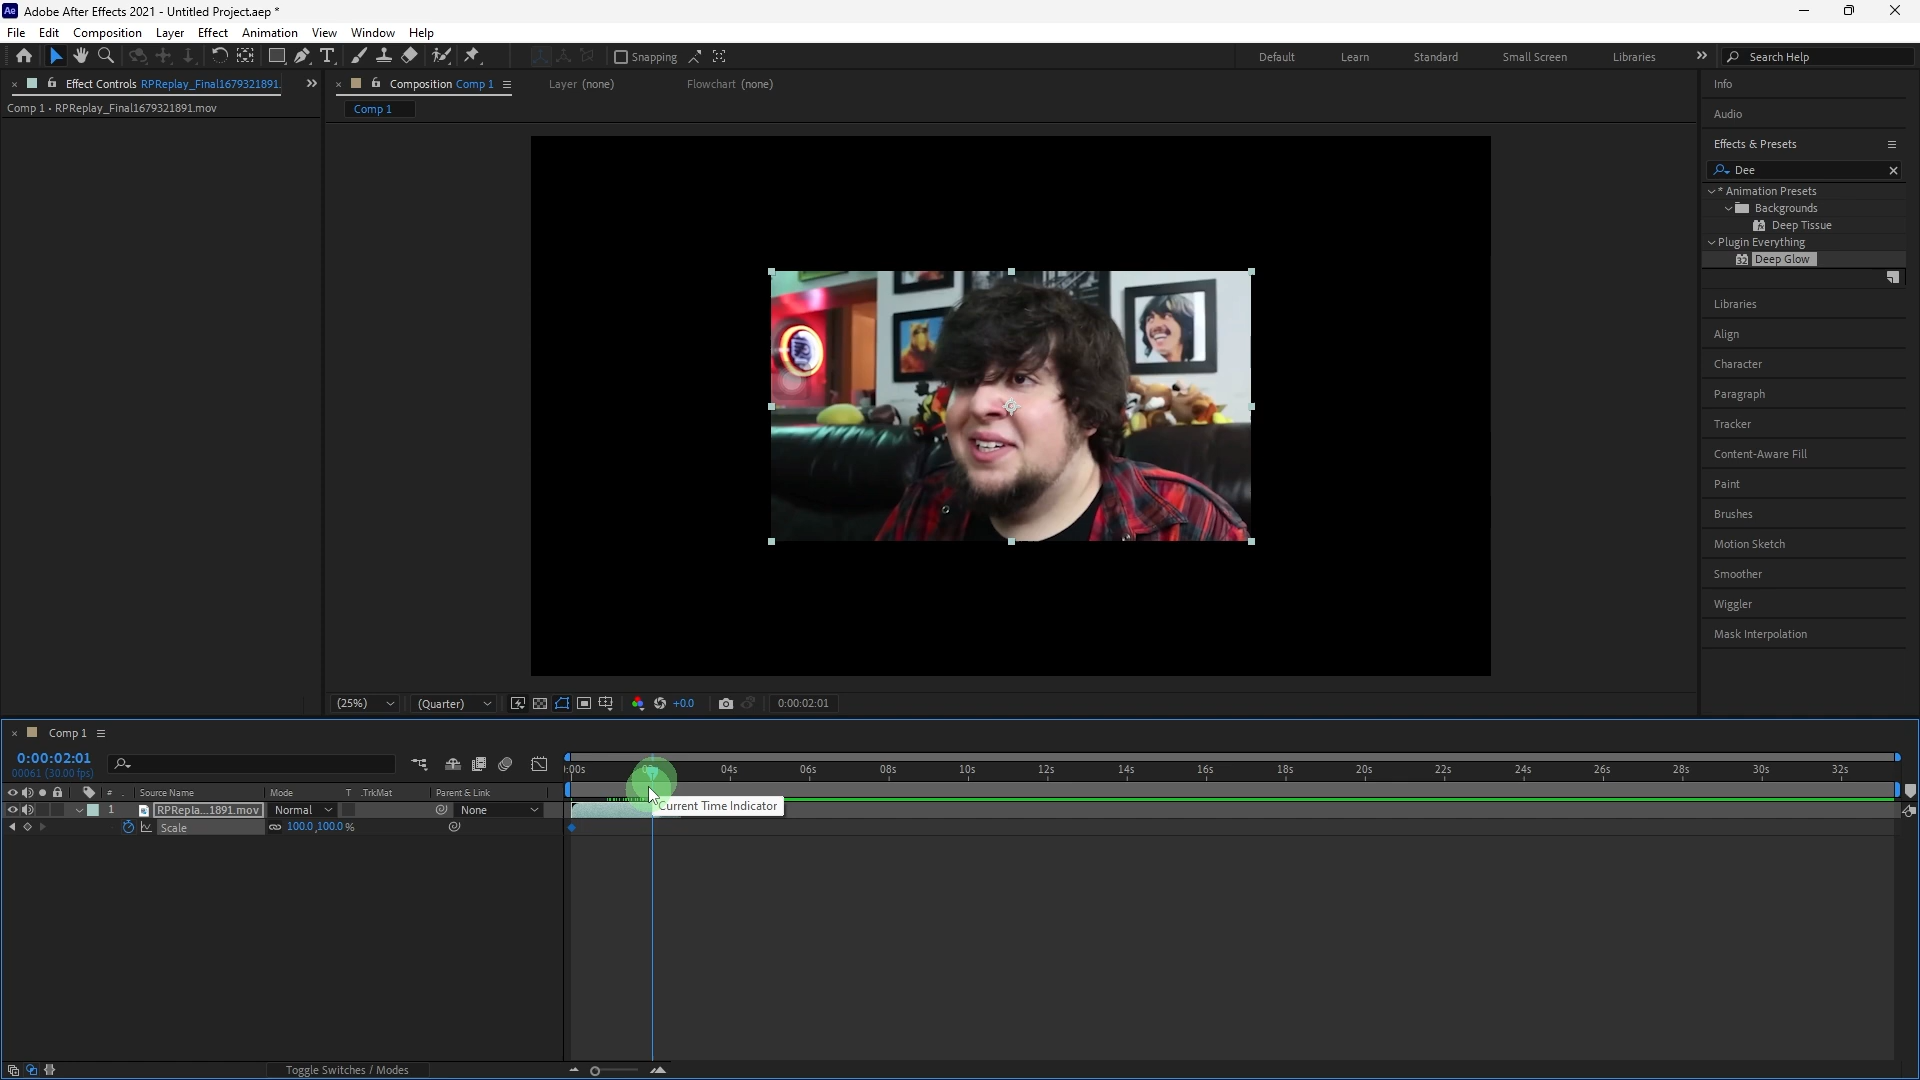 Ae Adobe After Effects 2021 - Untitled Project.aep *
File Edit Composition Layer Effect Animation View Window Help
Snapping Default Learn Standard Small Screen Libraries Search Help
Effect Controls RPReplay_Final1679321891.
Composition Comp 1 Layer (none) Flowchart (none)
Comp 1 • RPReplay_Final1679321891.mov
Comp 1
Info
Audio
Effects & Presets
Dee
* Animation Presets
Backgrounds
Deep Tissue
Plugin Everything
32 Deep Glow
Libraries
Align
Character
Paragraph
Tracker
Content-Aware Fill
Paint
Brushes
Motion Sketch
Smoother
Wiggler
Mask Interpolation
(25%) (Quarter) +0.0 0:00:02:01
Comp 1
0:00:02:01
00061 (30.00 fps)
):00s 04s 06s 08s 10s 12s 14s 16s 18s 20s 22s 24s 26s 28s 30s 32s
# . Source Name Mode T .TrkMat Parent & Link
1 RPRepla...1891.mov Normal None
Current Time Indicator
Scale 100.0,100.0%
Toggle Switches / Modes